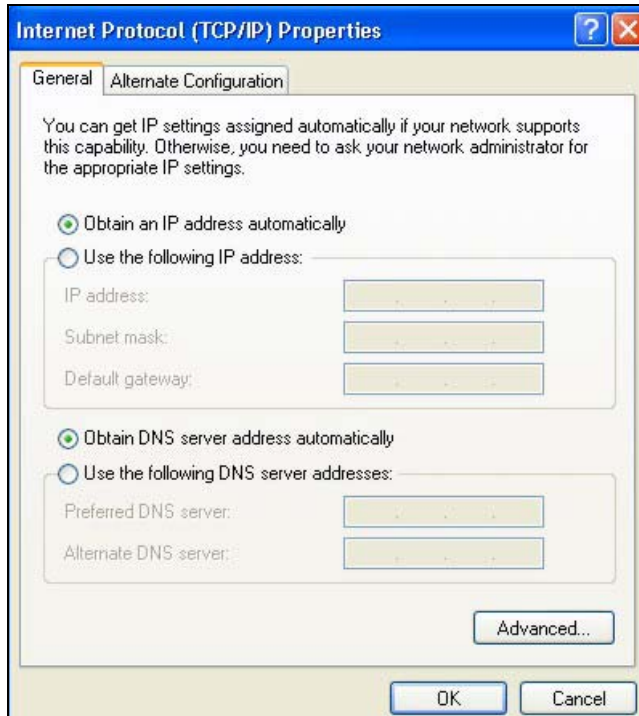 Internet Protocol (TCP/IP) Properties
General
Alternate Configuration
You can get IP settings assigned automatically if your network supports
this capability. Otherwise, you need to ask your network administrator for
the appropriate IP settings.
Obtain an IP address automatically
Use the following IP address:
IP address:
Subnet mask:
Default gateway:
Obtain DNS server address automatically
Use the following DNS server addresses:
Preferred DNS server:
Alternate DNS server:
Advanced...
OK
Cancel